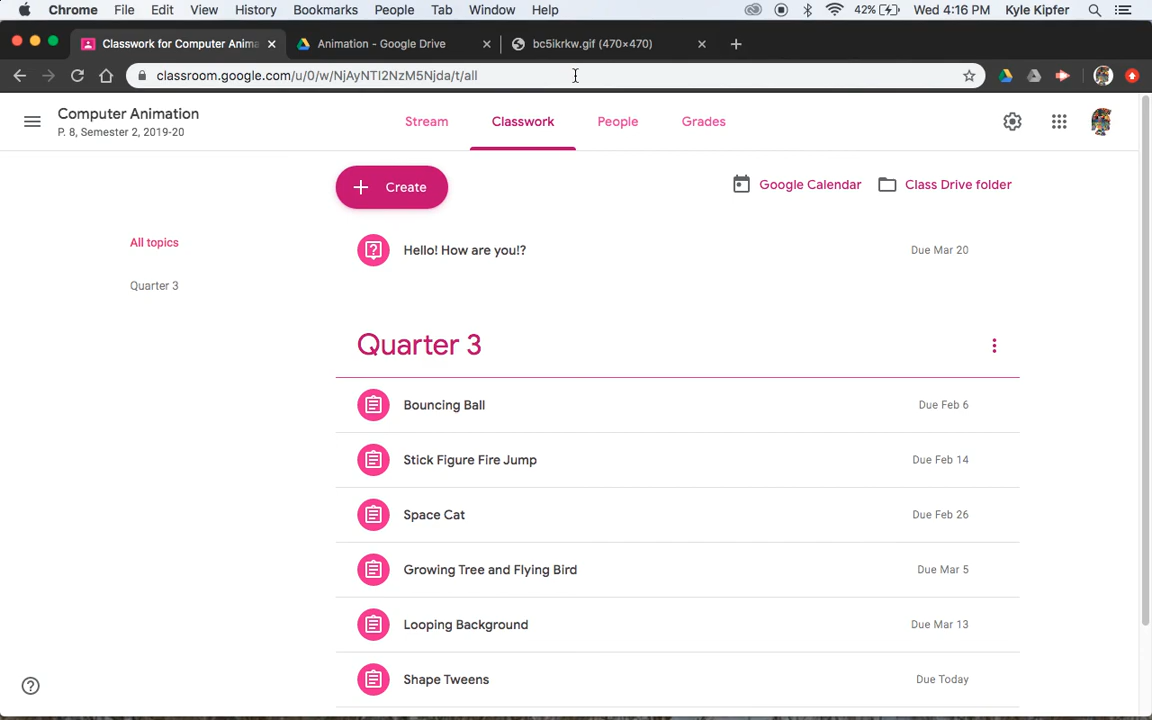 Chrome File Edit View History Bookmarks People Tab Window Help 42% Wed 4:16 PM Kyle Kipfer
Classwork for Computer Anima Animation - Google Drive bc5ikrkw.gif (470×470)
classroom.google.com/u/0/w/NjAyNTI2NzM5Njda/t/all
Computer Animation
P. 8, Semester 2, 2019-20
Stream Classwork People Grades
Create
Google Calendar Class Drive folder
All topics
Quarter 3
Hello! How are you!? Due Mar 20
Quarter 3
Bouncing Ball Due Feb 6
Stick Figure Fire Jump Due Feb 14
Space Cat Due Feb 26
Growing Tree and Flying Bird Due Mar 5
Looping Background Due Mar 13
Shape Tweens Due Today